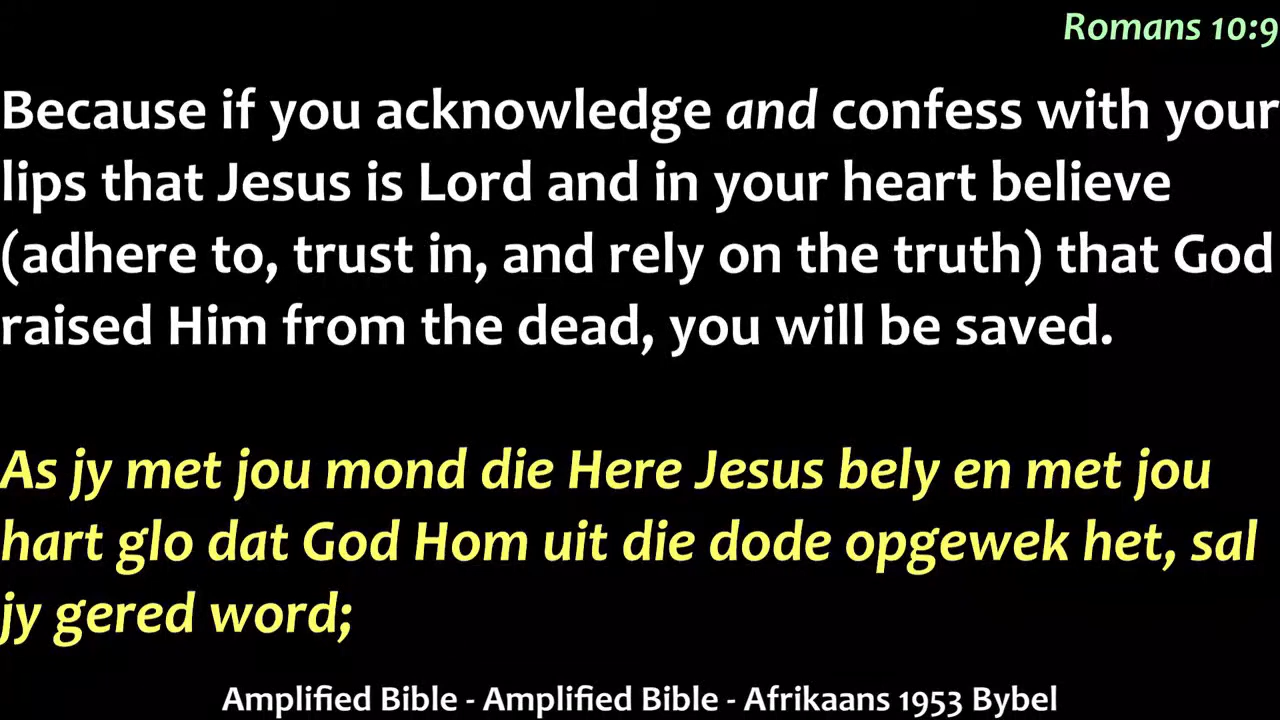 Romans 10:9
Because if you acknowledge and confess with your
lips that Jesus is Lord and in your heart believe
(adhere to, trust in, and rely on the truth) that God
raised Him from the dead, you will be saved.
As jy met jou mond die Here Jesus bely en met jou
hart glo dat God Hom uit die dode opgewek het, sal
jy gered word;
Amplified Bible - Amplified Bible - Afrikaans 1953 Bybel